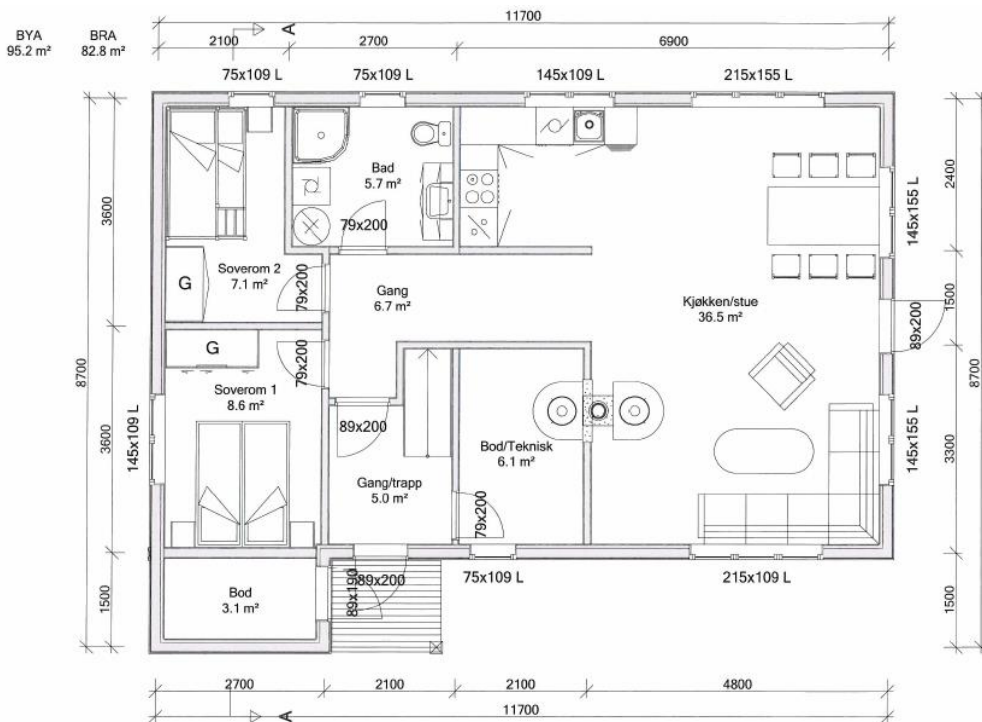 11700
BYA
95.2 m²
BRA
82.8 m²
A
2100
2700
6900
75x109 L
75x109 L
145x109 L
215x155 L
Bad
5.7 m²
79x200
2400
3600
145x155 L
Soverom 2
7.1 m²
G
79x200
Gang
6.7 m²
Kjøkken/stue
36.5 m²
1500
89x200
G
79x200
8700
8700
Soverom 1
8.6 m²
89x200
145x109 L
3600
Bod/Teknisk
6.1 m²
3300
145x155 L
Gang/trapp
5.0 m²
79x200
89x200
75x109 L
215x109 L
Bod
3.1 m²
89x190
1500
1500
2700
2100
2100
4800
A
11700